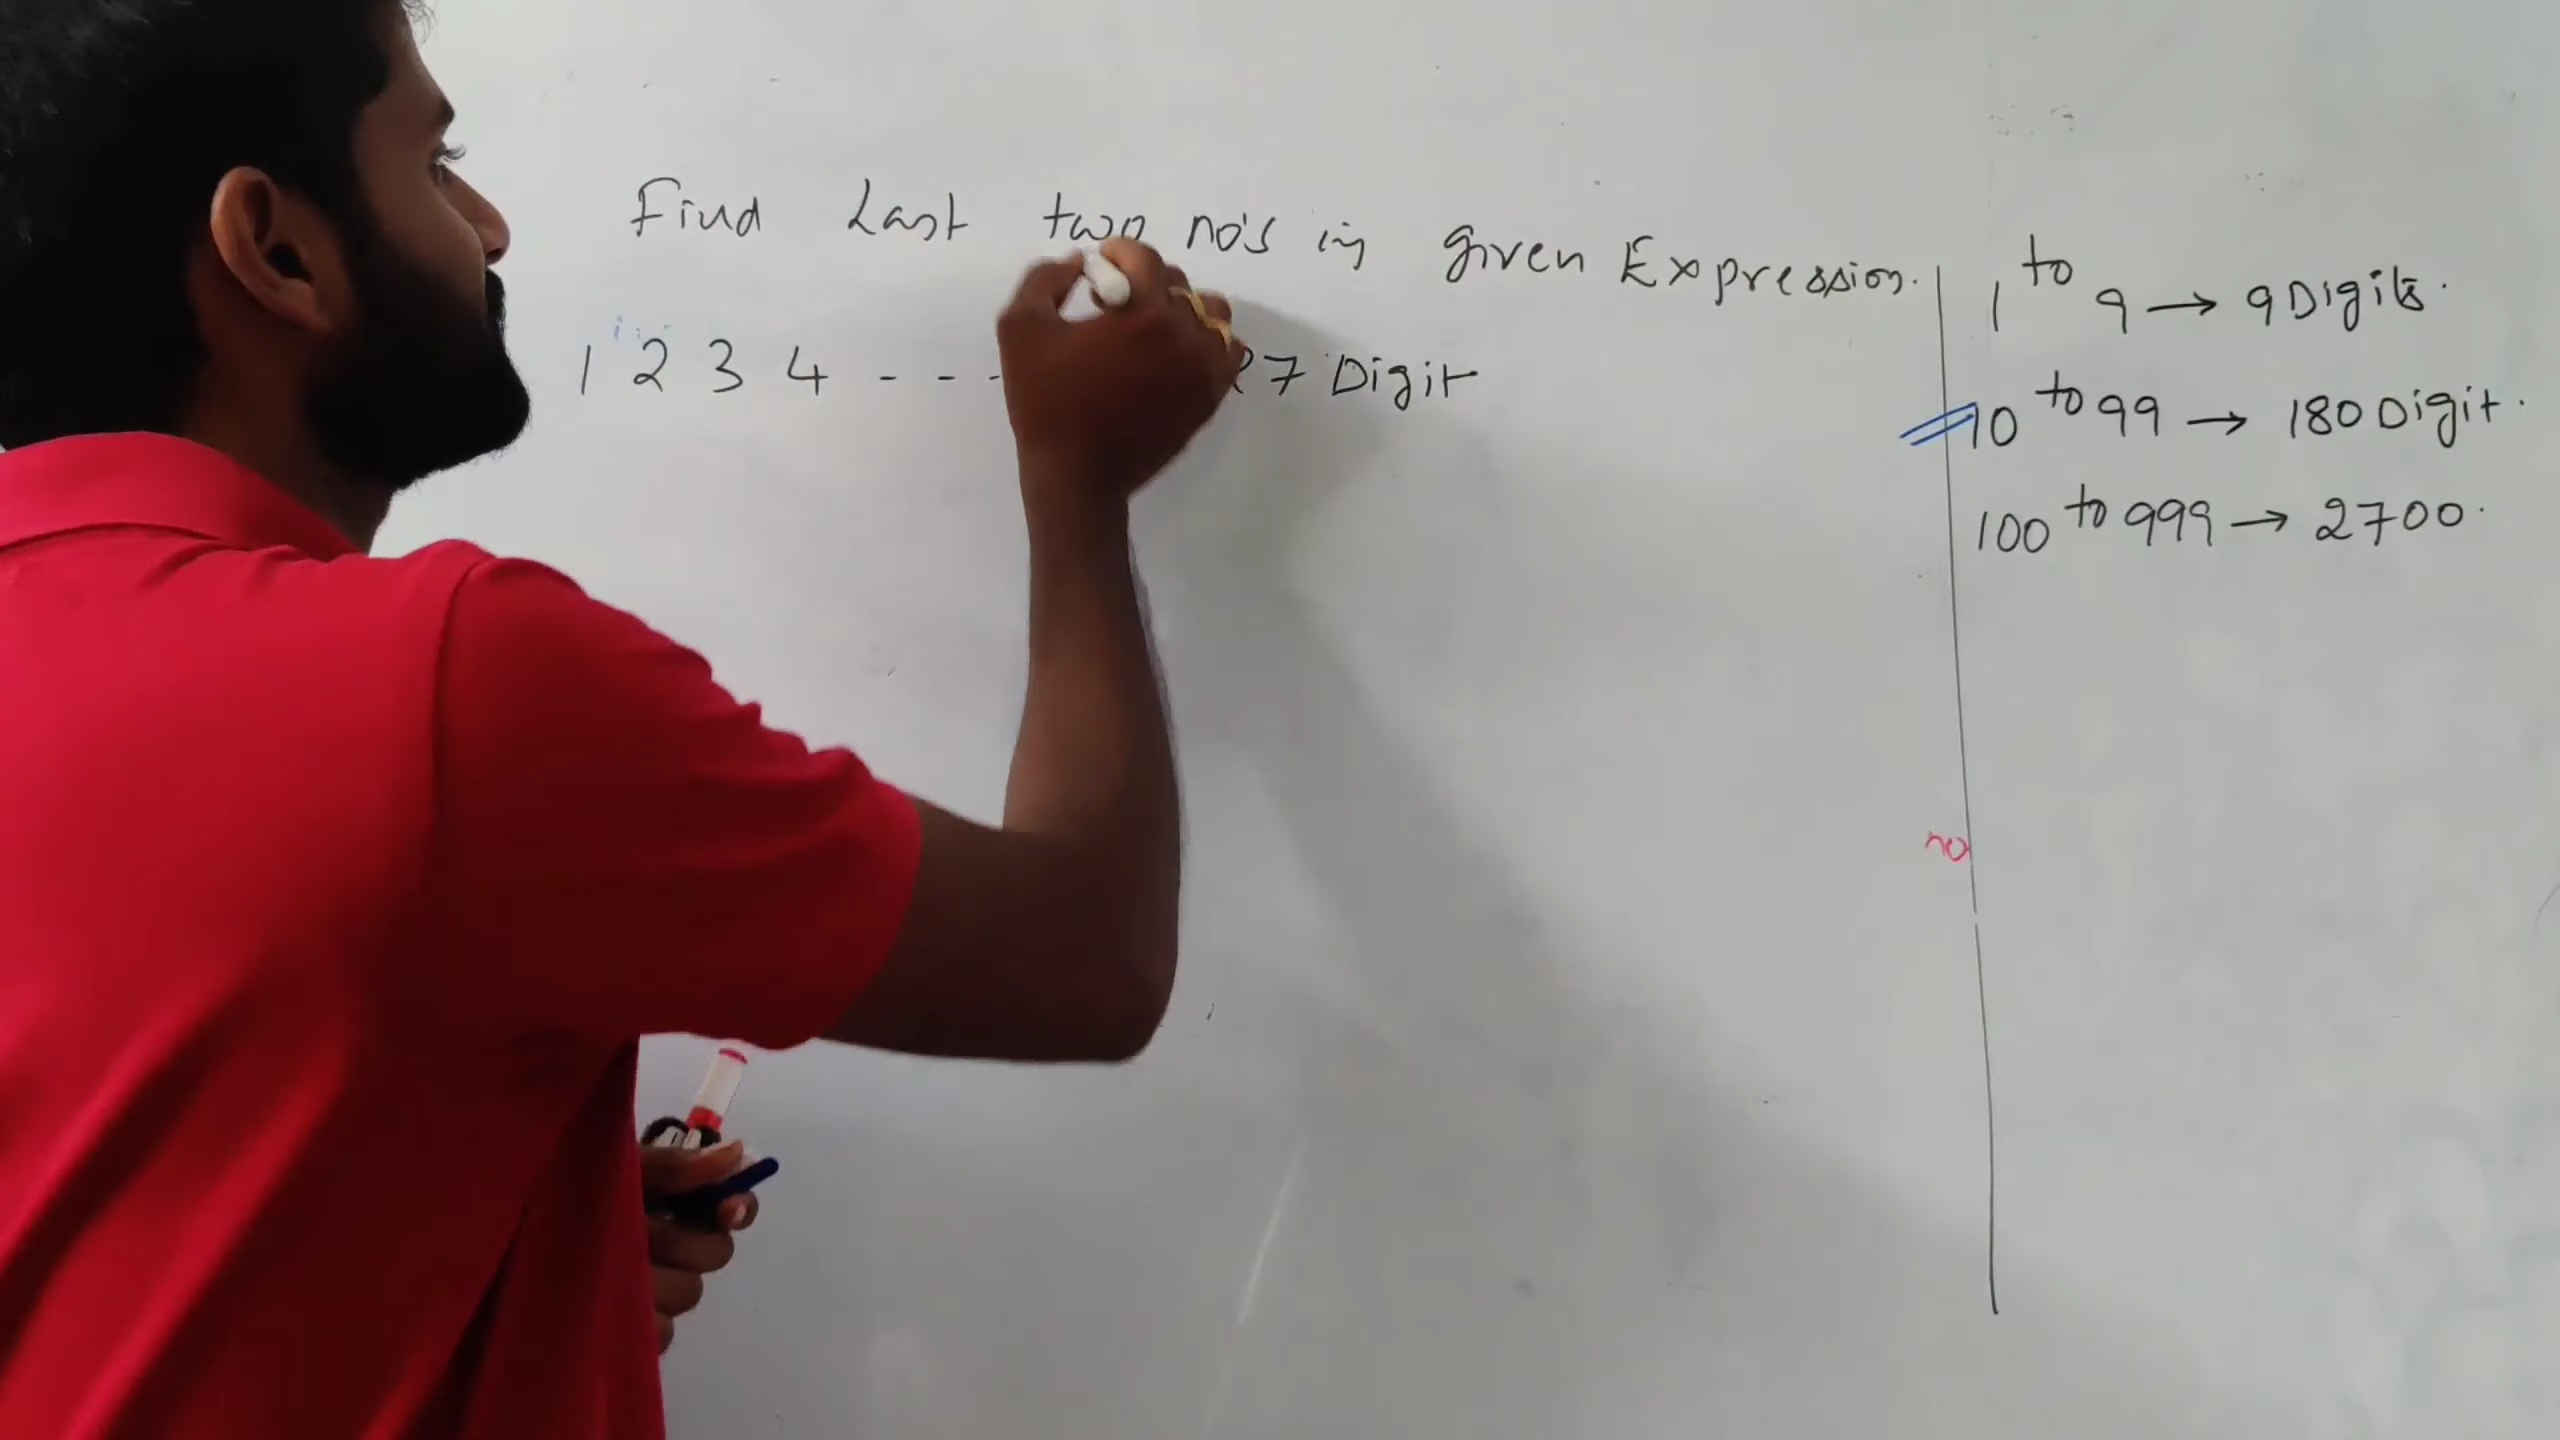 Find Last two no's in given Expression.
1 2 3 4 - - - 7 Digit
1 to 9 → 9 Digits.
10 to 99 → 180 Digit.
100 to 999 → 2700.
no